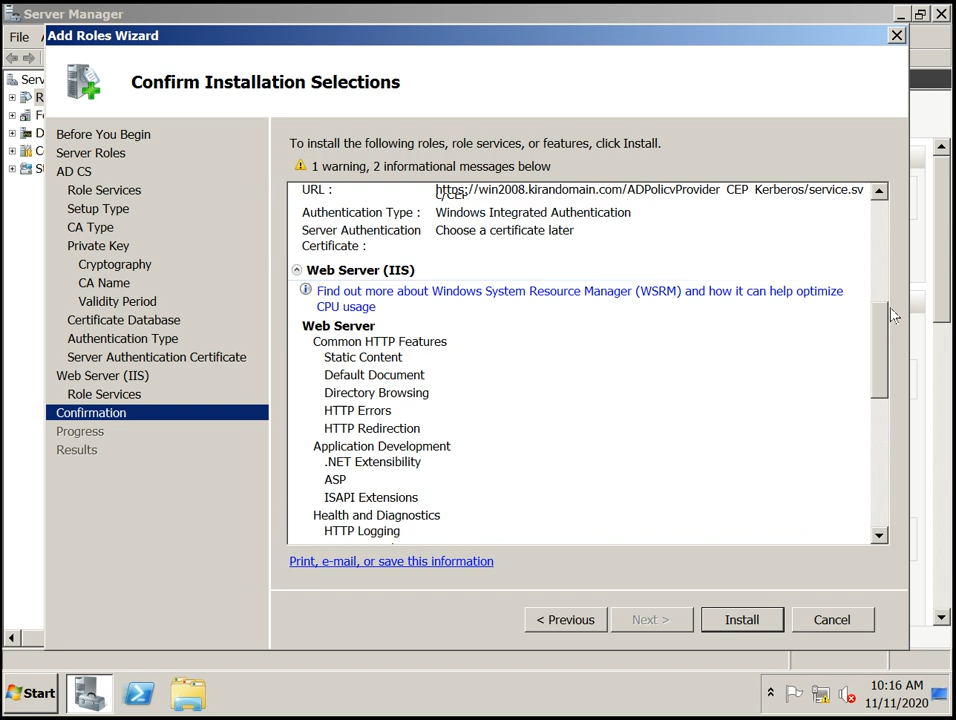 Server Manager
File
Add Roles Wizard
Confirm Installation Selections
Serv
R
F
D
C
S
Before You Begin
Server Roles
AD CS
Role Services
Setup Type
CA Type
Private Key
Cryptography
CA Name
Validity Period
Certificate Database
Authentication Type
Server Authentication Certificate
Web Server (IIS)
Role Services
Confirmation
Progress
Results
To install the following roles, role services, or features, click Install.
1 warning, 2 informational messages below
URL : https://win2008.kirandomain.com/ADPolicyProvider_CEP_Kerberos/service.sv
c/CEP
Authentication Type : Windows Integrated Authentication
Server Authentication Choose a certificate later
Certificate :
Web Server (IIS)
Find out more about Windows System Resource Manager (WSRM) and how it can help optimize
CPU usage
Web Server
Common HTTP Features
Static Content
Default Document
Directory Browsing
HTTP Errors
HTTP Redirection
Application Development
.NET Extensibility
ASP
ISAPI Extensions
Health and Diagnostics
HTTP Logging
Print, e-mail, or save this information
< Previous Next > Install Cancel
Start
10:16 AM
11/11/2020